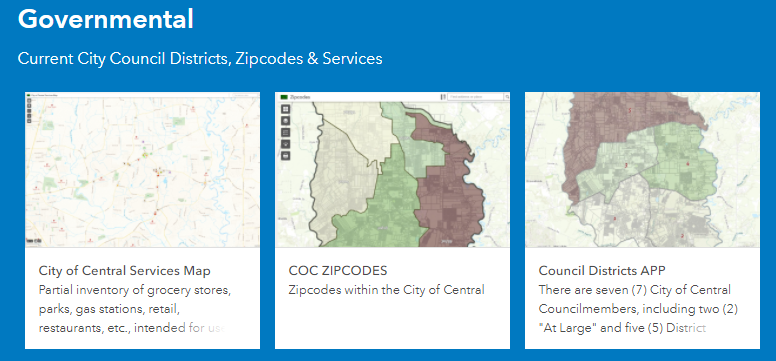 Governmental
Current City Council Districts, Zipcodes & Services
Zipcodes
City of Central Services Map
Partial inventory of grocery stores,
parks, gas stations, retail,
restaurants, etc., intended for
COC ZIPCODES
Zipcodes within the City of Central
Council Districts APP
There are seven (7) City of Central
Councilmembers, including two (2)
"At Large" and five (5) District